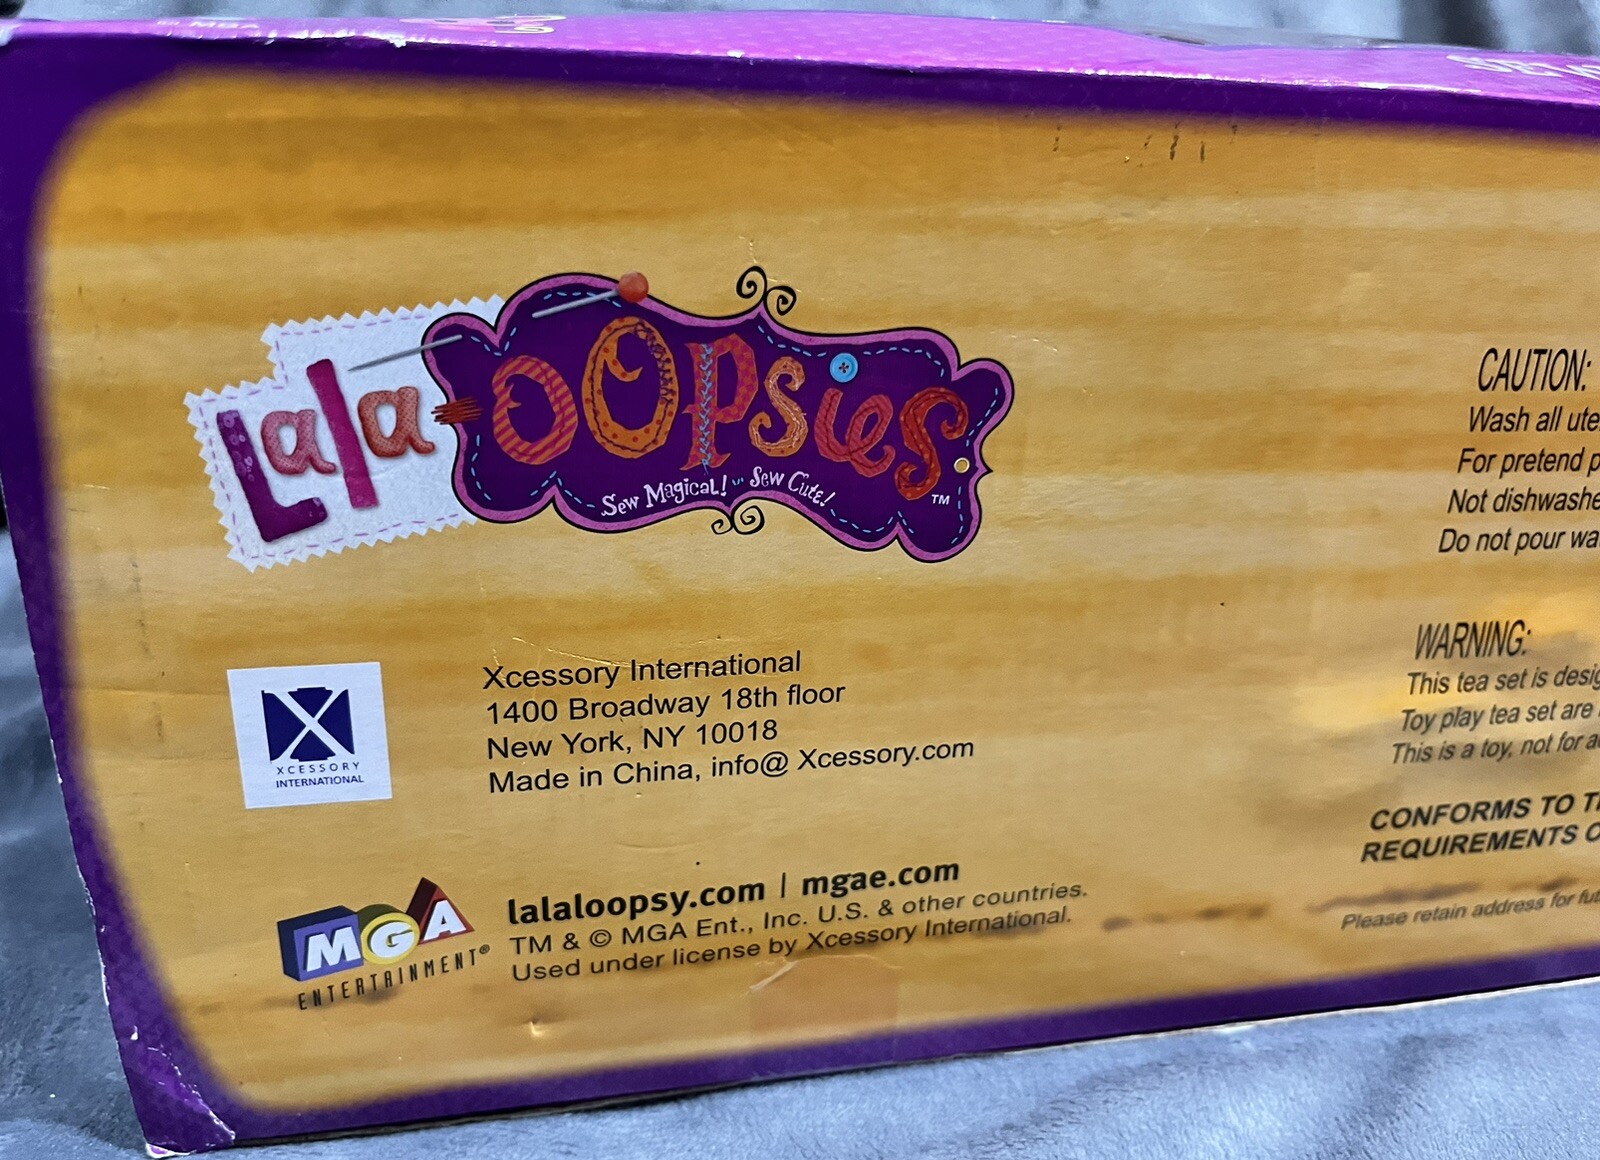 MGA
Lala-oopsies
Sew Magical! Sew Cute!
TM
XCESSORY
INTERNATIONAL
Xcessory International
1400 Broadway 18th floor
New York, NY 10018
Made in China, info@ Xcessory.com
MGA
ENTERTAINMENT®
lalaloopsy.com | mgae.com
TM & © MGA Ent., Inc. U.S. & other countries.
Used under license by Xcessory International.
CAUTION:
Wash all
For pretend
Not
Do not pour
WARNING:
This tea set is
Toy play tea set are
This is a toy, not for
CONFORMS TO
REQUIREMENTS
Please retain address for